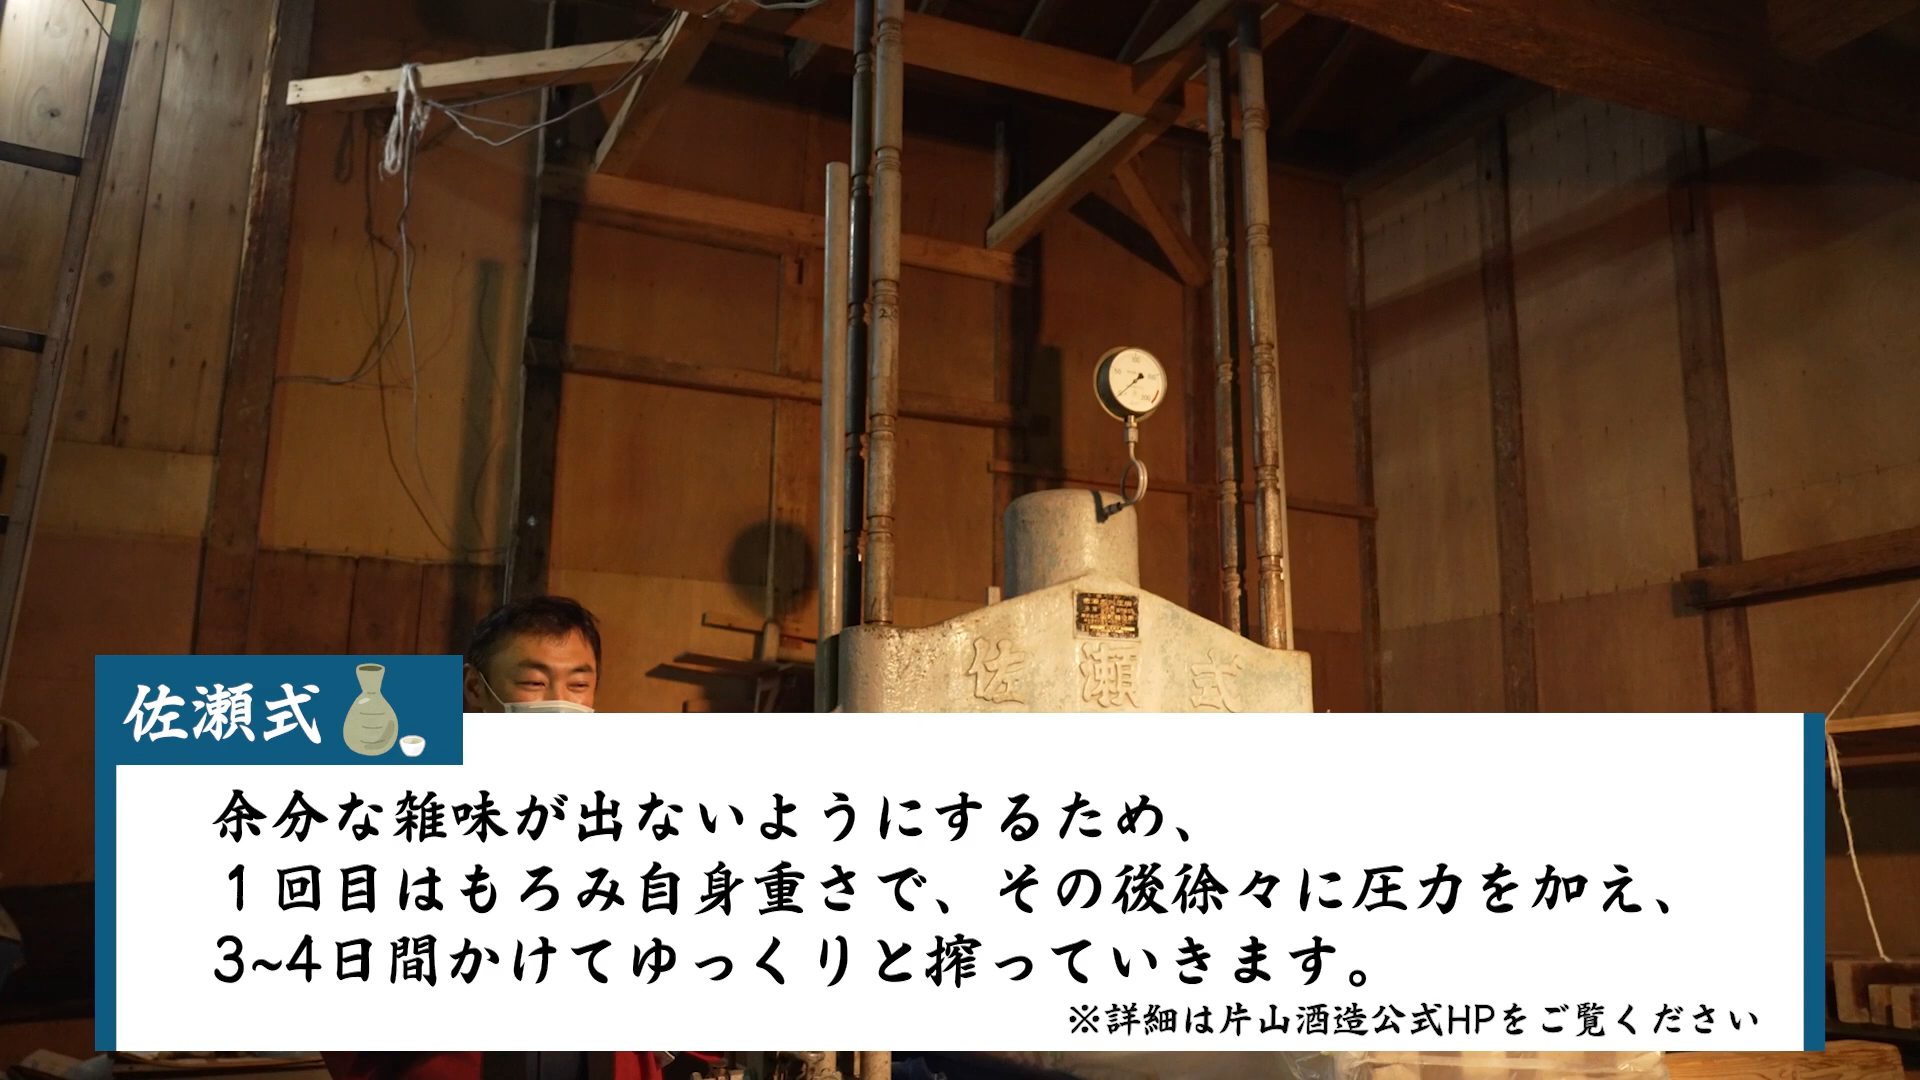 佐瀬式
佐瀬式
余分な雑味が出ないようにするため、
1回目はもろみ自身重さで、その後徐々に圧力を加え、
3~4日間かけてゆっくりと搾っていきます。
※詳細は片山酒造公式HPをご覧ください